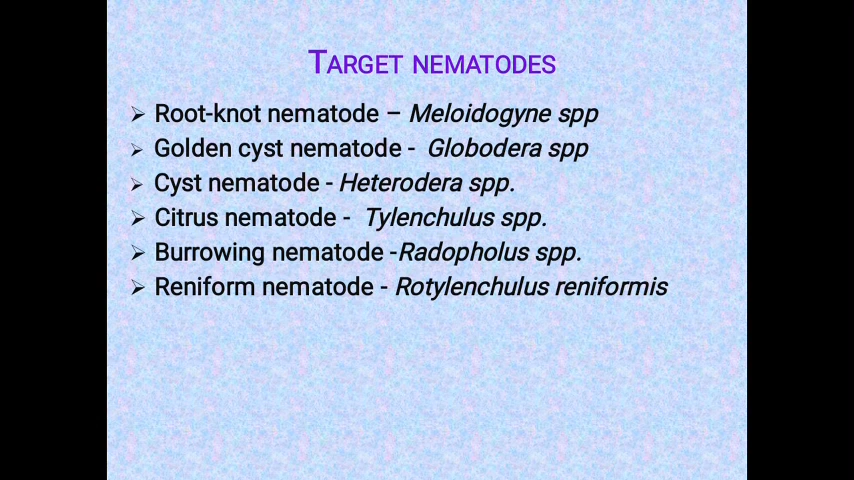 TARGET NEMATODES
➢ Root-knot nematode – Meloidogyne spp
➢ Golden cyst nematode - Globodera spp
➢ Cyst nematode - Heterodera spp.
➢ Citrus nematode - Tylenchulus spp.
➢ Burrowing nematode -Radopholus spp.
➢ Reniform nematode - Rotylenchulus reniformis